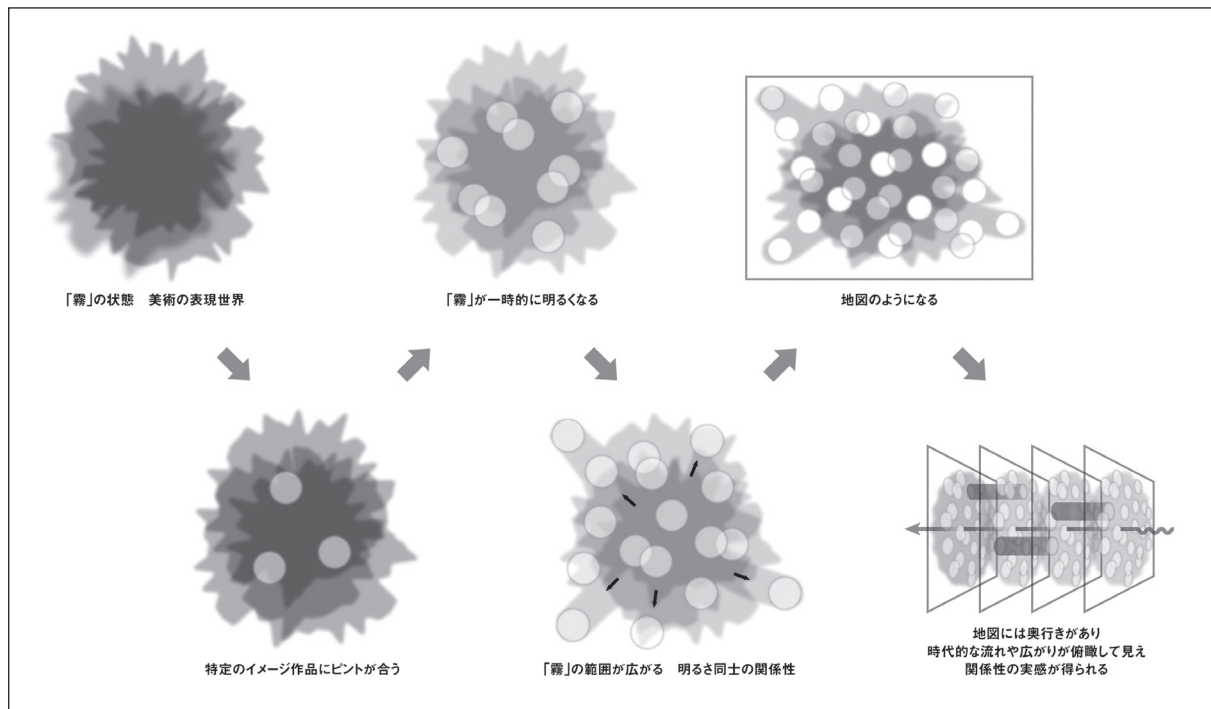 「霧」の状態　美術の表現世界
特定のイメージ作品にピントが合う
「霧」が一時的に明るくなる
「霧」の範囲が広がる　明るさ同士の関係性
地図のようになる
地図には奥行きがあり
時代的な流れや広がりが俯瞰して見え
関係性の実感が得られる